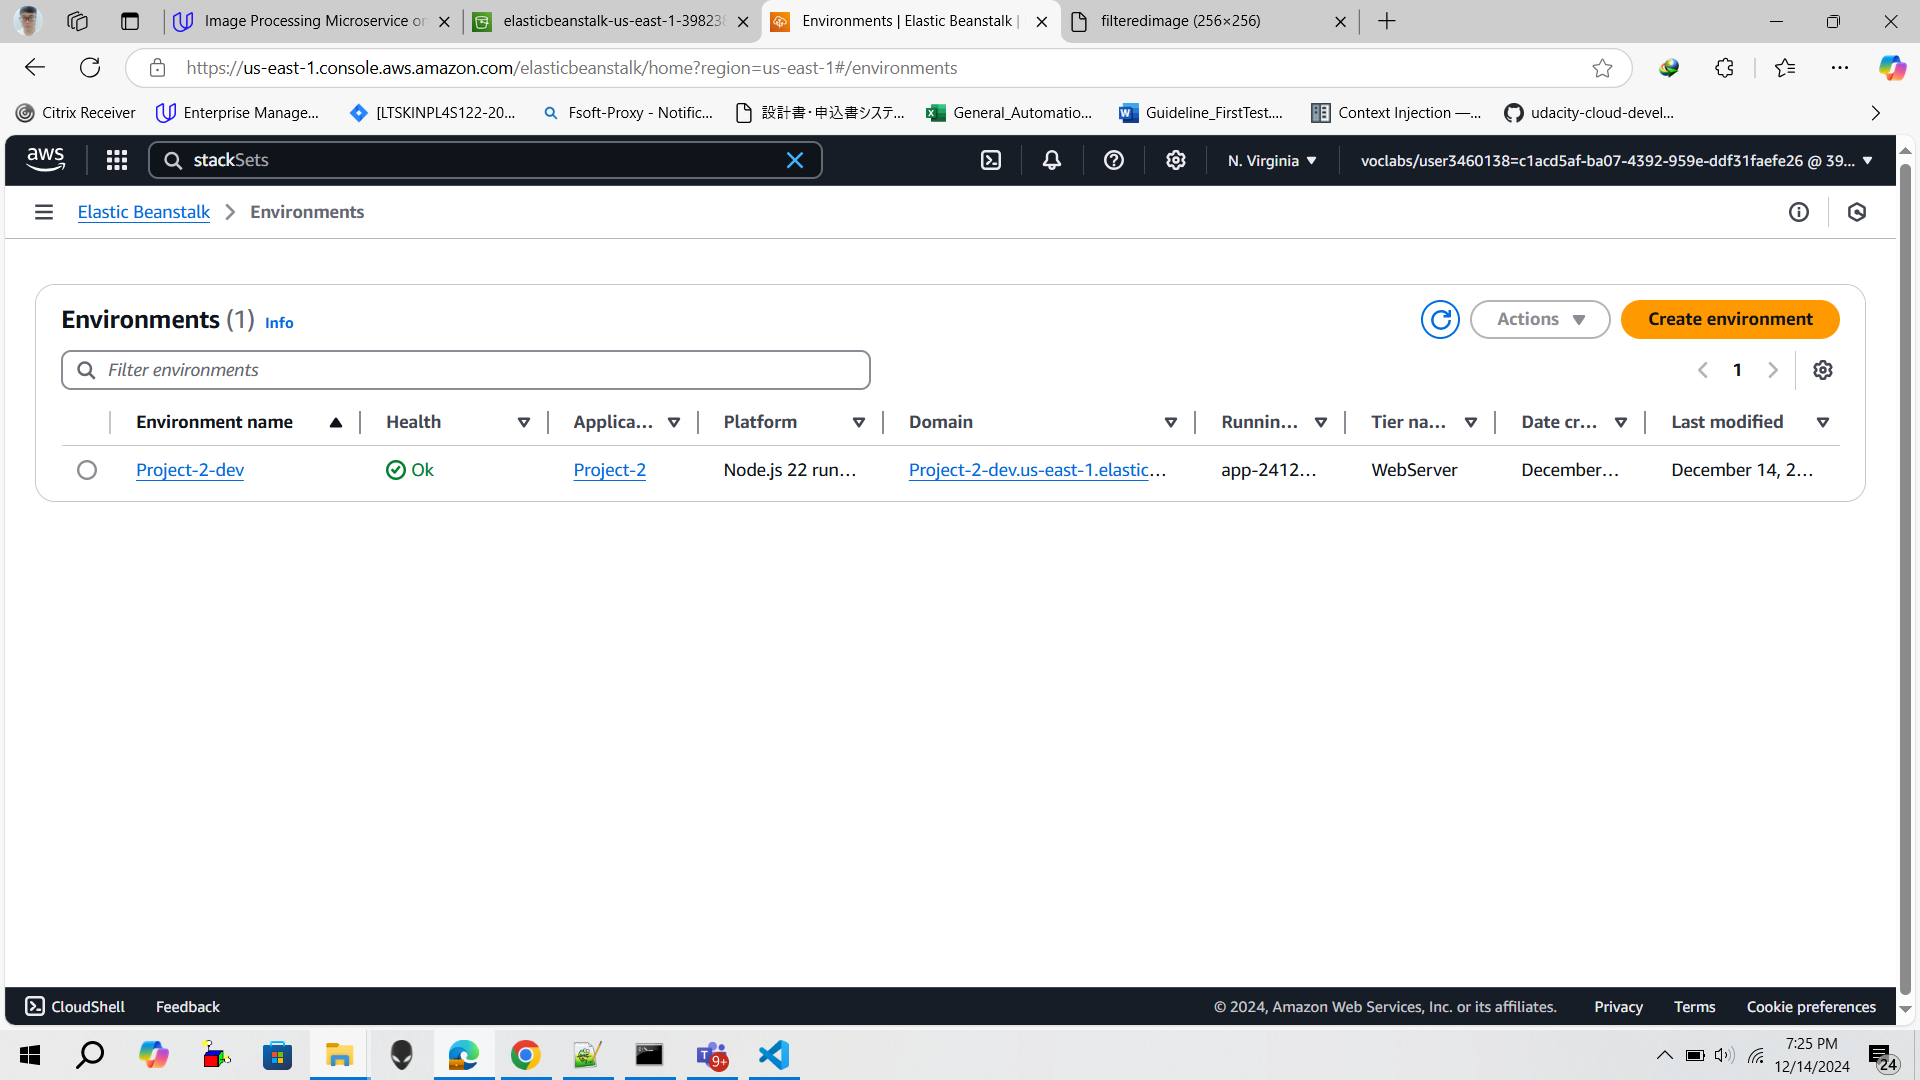 Image Processing Microservice or
elasticbeanstalk-us-east-1-39823
Environments | Elastic Beanstalk |
filteredimage (256×256)
https://us-east-1.console.aws.amazon.com/elasticbeanstalk/home?region=us-east-1#/environments
Citrix Receiver
Enterprise Manage...
[LTSKINPL4S122-20...
Fsoft-Proxy - Notific...
設計書・申込書システ...
General_Automatio...
Guideline_FirstTest....
Context Injection —...
udacity-cloud-devel...
aws
stackSets
N. Virginia
voclabs/user3460138=c1acd5af-ba07-4392-959e-ddf31faefe26 @ 39...
Elastic Beanstalk
Environments
Environments (1) Info
Actions
Create environment
Filter environments
1
Environment name
Health
Applica...
Platform
Domain
Runnin...
Tier na...
Date cr...
Last modified
Project-2-dev
Ok
Project-2
Node.js 22 run...
Project-2-dev.us-east-1.elastic...
app-2412...
WebServer
December...
December 14, 2...
CloudShell
Feedback
© 2024, Amazon Web Services, Inc. or its affiliates.
Privacy
Terms
Cookie preferences
9+
7:25 PM
12/14/2024
24